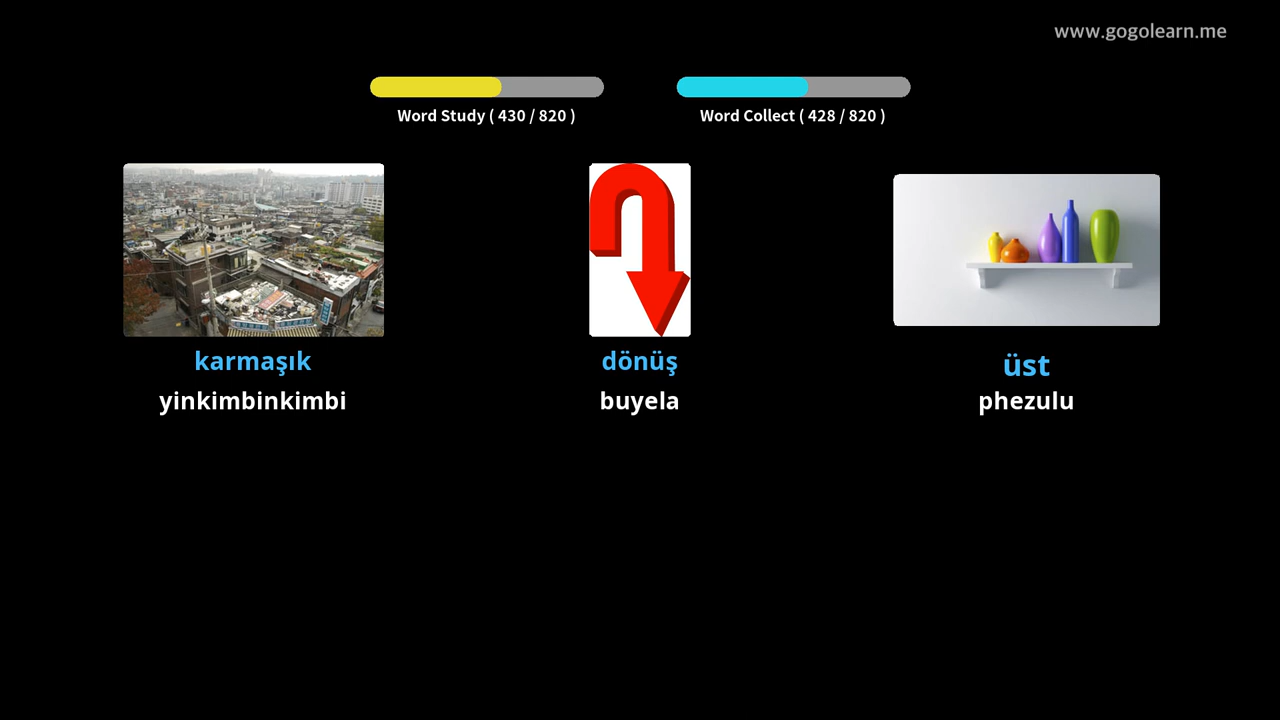 www.gogolearn.me
Word Study ( 430 / 820 )
Word Collect ( 428 / 820 )
karmaşık
yinkimbinkimbi
dönüş
buyela
üst
phezulu